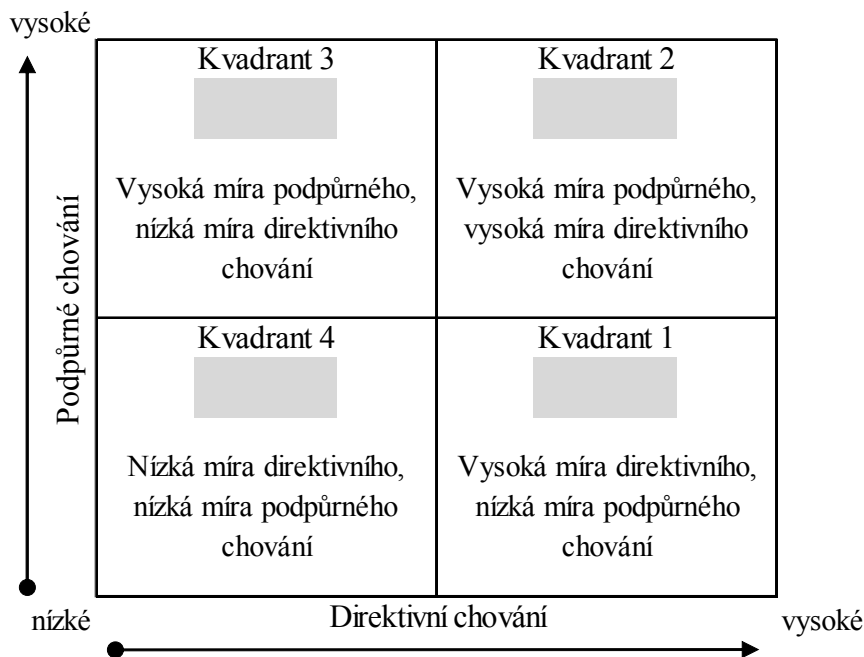 vysoké
Kvadrant 3
Kvadrant 2
Vysoká míra podpůrného,
nízká míra direktivního
chování
Vysoká míra podpůrného,
vysoká míra direktivního
chování
Podpůrné chování
Kvadrant 4
Kvadrant 1
Nízká míra direktivního,
nízká míra podpůrného
chování
Vysoká míra direktivního,
nízká míra podpůrného
chování
nízké
Direktivní chování
vysoké